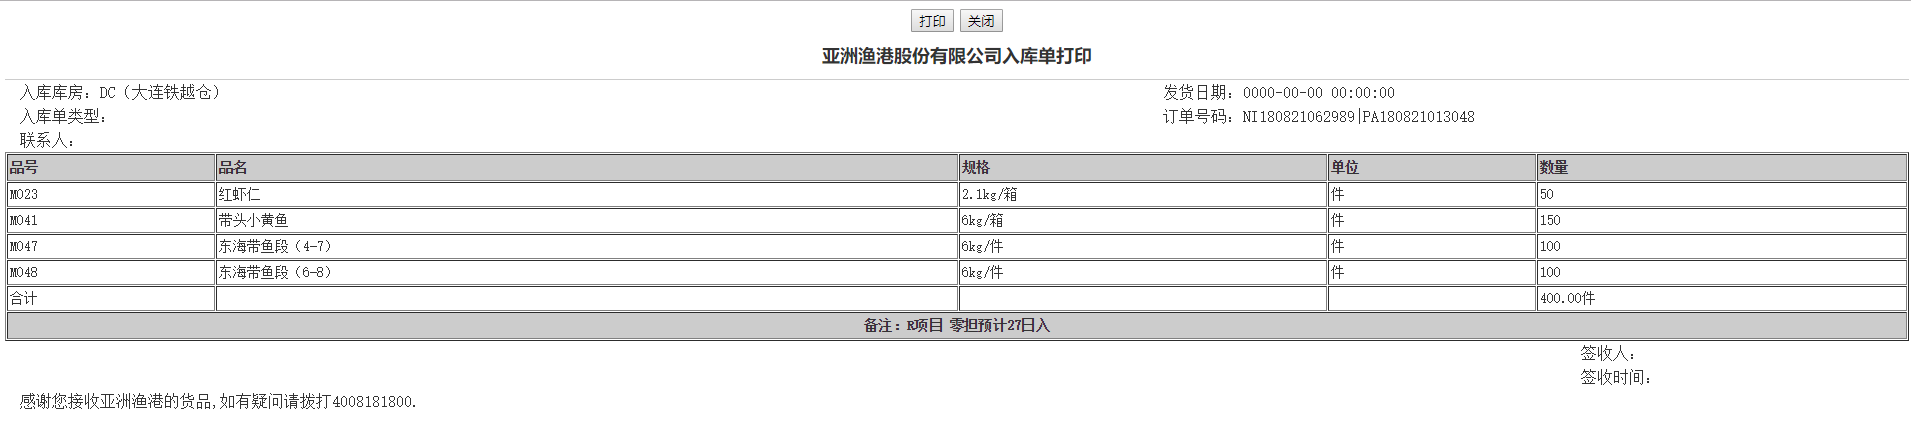 打印 关闭
亚洲渔港股份有限公司入库单打印
入库库房：DC（大连铁越仓） 发货日期：0000-00-00 00:00:00
入库单类型： 订单号码：NI180821062989|PA180821013048
联系人：
品号 品名 规格 单位 数量
M023 红虾仁 2.1kg/箱 件 50
M041 带头小黄鱼 6kg/箱 件 150
M047 东海带鱼段（4-7） 6kg/件 件 100
M048 东海带鱼段（6-8） 6kg/件 件 100
合计 400.00件
备注：R项目 零担预计27日入
签收人：
签收时间：
感谢您接收亚洲渔港的货品,如有疑问请拨打4008181800.